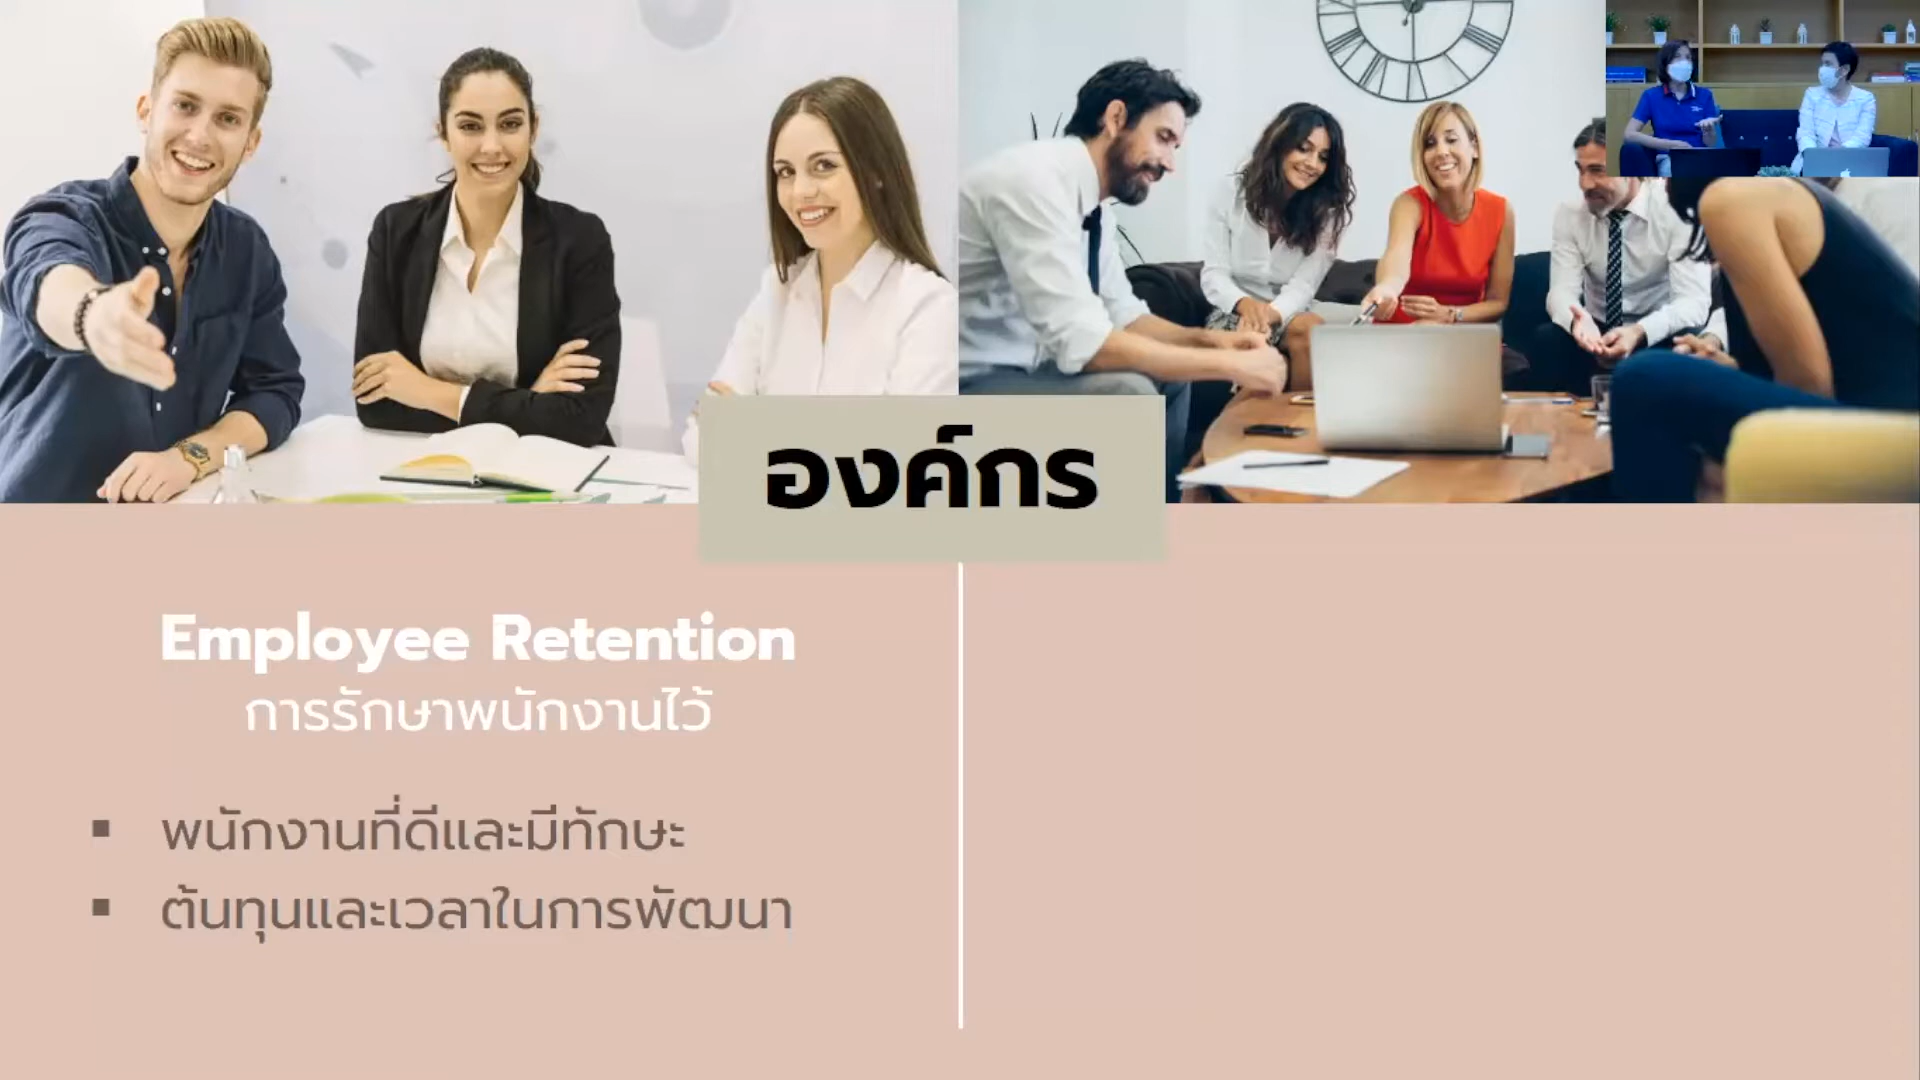 องค์กร
Employee Retention
การรักษาพนักงานไว้
▪ พนักงานที่ดีและมีทักษะ
▪ ต้นทุนและเวลาในการพัฒนา